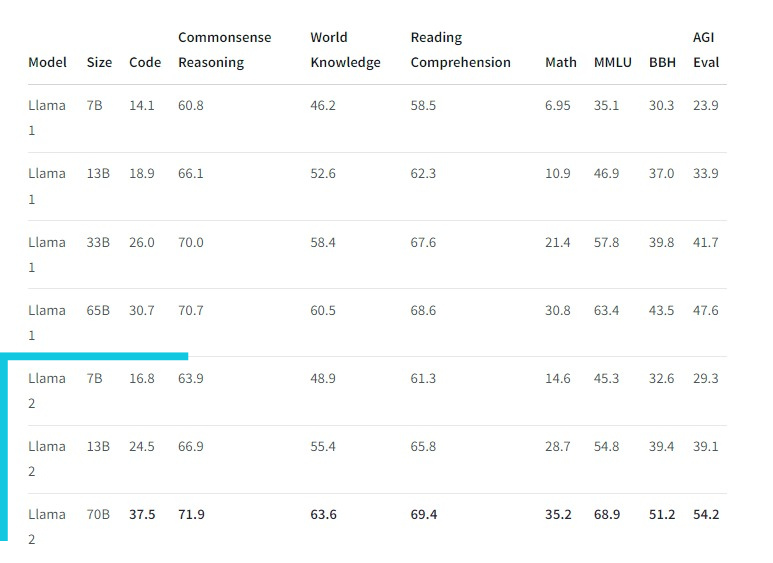 Model Size Code Commonsense Reasoning World Knowledge Reading Comprehension Math MMLU BBH AGI Eval
Llama 1 7B 14.1 60.8 46.2 58.5 6.95 35.1 30.3 23.9
Llama 1 13B 18.9 66.1 52.6 62.3 10.9 46.9 37.0 33.9
Llama 1 33B 26.0 70.0 58.4 67.6 21.4 57.8 39.8 41.7
Llama 1 65B 30.7 70.7 60.5 68.6 30.8 63.4 43.5 47.6
Llama 2 7B 16.8 63.9 48.9 61.3 14.6 45.3 32.6 29.3
Llama 2 13B 24.5 66.9 55.4 65.8 28.7 54.8 39.4 39.1
Llama 2 70B 37.5 71.9 63.6 69.4 35.2 68.9 51.2 54.2